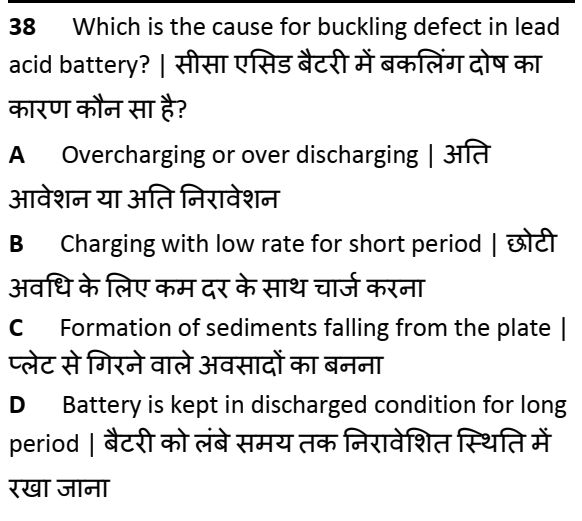 38 Which is the cause for buckling defect in lead
acid battery? | सीसा एसिड बैटरी में बकलिंग दोष का
कारण कौन सा है?
A Overcharging or over discharging | अति
आवेशन या अति निरावेशन
B Charging with low rate for short period | छोटी
अवधि के लिए कम दर के साथ चार्ज करना
C Formation of sediments falling from the plate |
प्लेट से गिरने वाले अवसादों का बनना
D Battery is kept in discharged condition for long
period | बैटरी को लंबे समय तक निरावेशित स्थिति में
रखा जाना